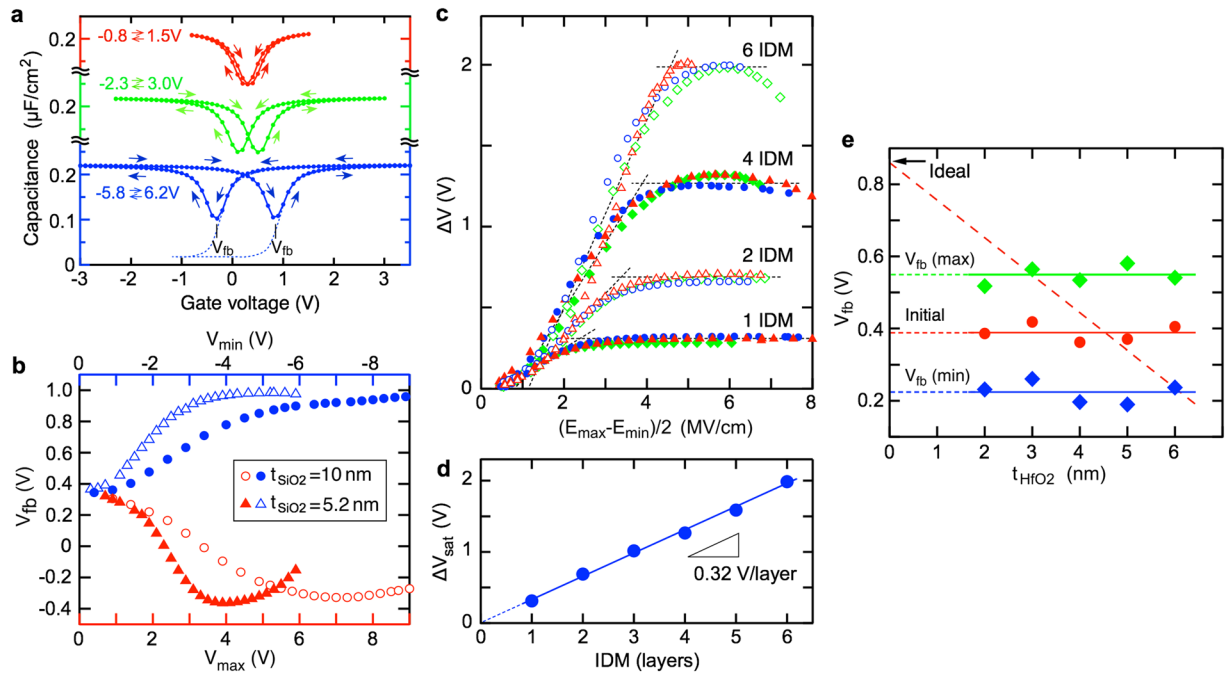 a
-0.8⇄1.5V
-2.3⇄3.0V
-5.8⇄6.2V
Capacitance (μF/cm²)
0.2
0.2
0.2
0.1
0
V_fb V_fb
-3 -2 -1 0 1 2 3
Gate voltage (V)
b
V_min (V)
0 -2 -4 -6 -8
V_fb (V)
1.0
0.8
0.6
0.4
0.2
0
-0.2
-0.4
t_SiO2=10 nm
t_SiO2=5.2 nm
0 2 4 6 8
V_max (V)
c
6 IDM
4 IDM
2 IDM
1 IDM
ΔV (V)
2
1
0
0 2 4 6 8
(E_max-E_min)/2 (MV/cm)
d
ΔV_sat (V)
2
1
0
0.32 V/layer
0 1 2 3 4 5 6
IDM (layers)
e
Ideal
V_fb (max)
Initial
V_fb (min)
V_fb (V)
0.8
0.6
0.4
0.2
0 1 2 3 4 5 6
t_HfO2 (nm)